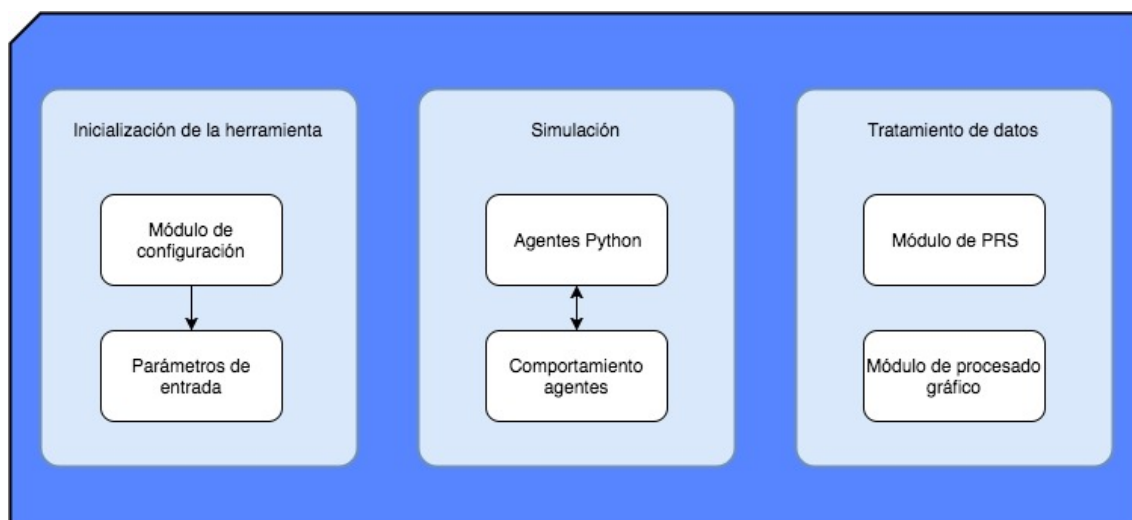 Inicialización de la herramienta
Módulo de
configuración
Parámetros de
entrada
Simulación
Agentes Python
Comportamiento
agentes
Tratamiento de datos
Módulo de PRS
Módulo de procesado
gráfico